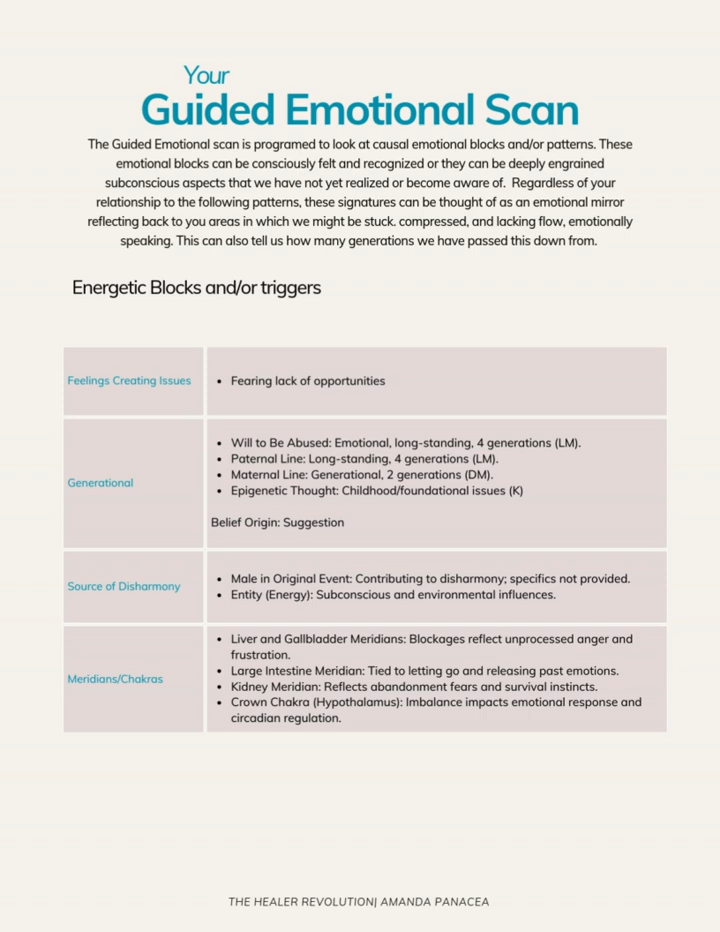 Your
Guided Emotional Scan
The Guided Emotional scan is programed to look at causal emotional blocks and/or patterns. These
emotional blocks can be consciously felt and recognized or they can be deeply engrained
subconscious aspects that we have not yet realized or become aware of. Regardless of your
relationship to the following patterns, these signatures can be thought of as an emotional mirror
reflecting back to you areas in which we might be stuck. compressed, and lacking flow, emotionally
speaking. This can also tell us how many generations we have passed this down from.
Energetic Blocks and/or triggers
Feelings Creating Issues
• Fearing lack of opportunities
Generational
• Will to Be Abused: Emotional, long-standing, 4 generations (LM).
• Paternal Line: Long-standing, 4 generations (LM).
• Maternal Line: Generational, 2 generations (DM).
• Epigenetic Thought: Childhood/foundational issues (K)
Belief Origin: Suggestion
Source of Disharmony
• Male in Original Event: Contributing to disharmony; specifics not provided.
• Entity (Energy): Subconscious and environmental influences.
Meridians/Chakras
• Liver and Gallbladder Meridians: Blockages reflect unprocessed anger and
frustration.
• Large Intestine Meridian: Tied to letting go and releasing past emotions.
• Kidney Meridian: Reflects abandonment fears and survival instincts.
• Crown Chakra (Hypothalamus): Imbalance impacts emotional response and
circadian regulation.
THE HEALER REVOLUTION| AMANDA PANACEA